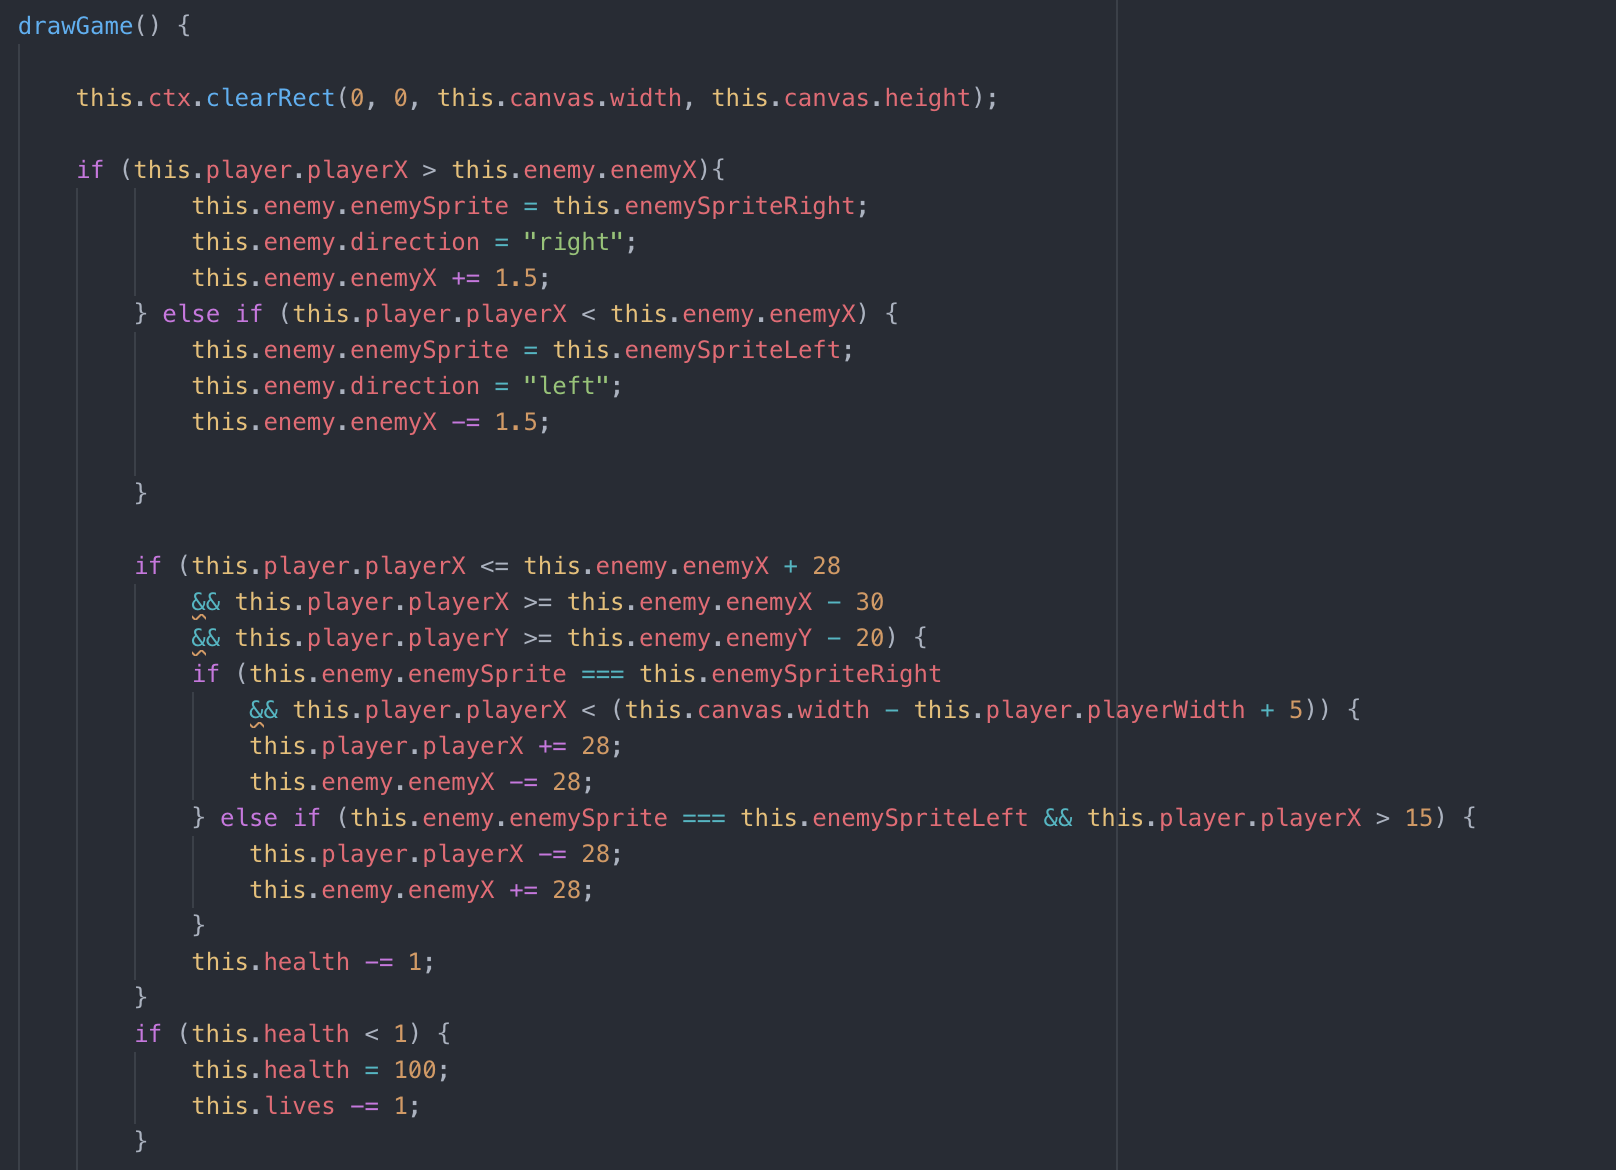 drawGame() {
this.ctx.clearRect(0, 0, this.canvas.width, this.canvas.height);
if (this.player.playerX > this.enemy.enemyX){
this.enemy.enemySprite = this.enemySpriteRight;
this.enemy.direction = "right";
this.enemy.enemyX += 1.5;
} else if (this.player.playerX < this.enemy.enemyX) {
this.enemy.enemySprite = this.enemySpriteLeft;
this.enemy.direction = "left";
this.enemy.enemyX -= 1.5;
}
if (this.player.playerX <= this.enemy.enemyX + 28
&& this.player.playerX >= this.enemy.enemyX - 30
&& this.player.playerY >= this.enemy.enemyY - 20) {
if (this.enemy.enemySprite === this.enemySpriteRight
&& this.player.playerX < (this.canvas.width - this.player.playerWidth + 5)) {
this.player.playerX += 28;
this.enemy.enemyX -= 28;
} else if (this.enemy.enemySprite === this.enemySpriteLeft && this.player.playerX > 15) {
this.player.playerX -= 28;
this.enemy.enemyX += 28;
}
this.health -= 1;
}
if (this.health < 1) {
this.health = 100;
this.lives -= 1;
}